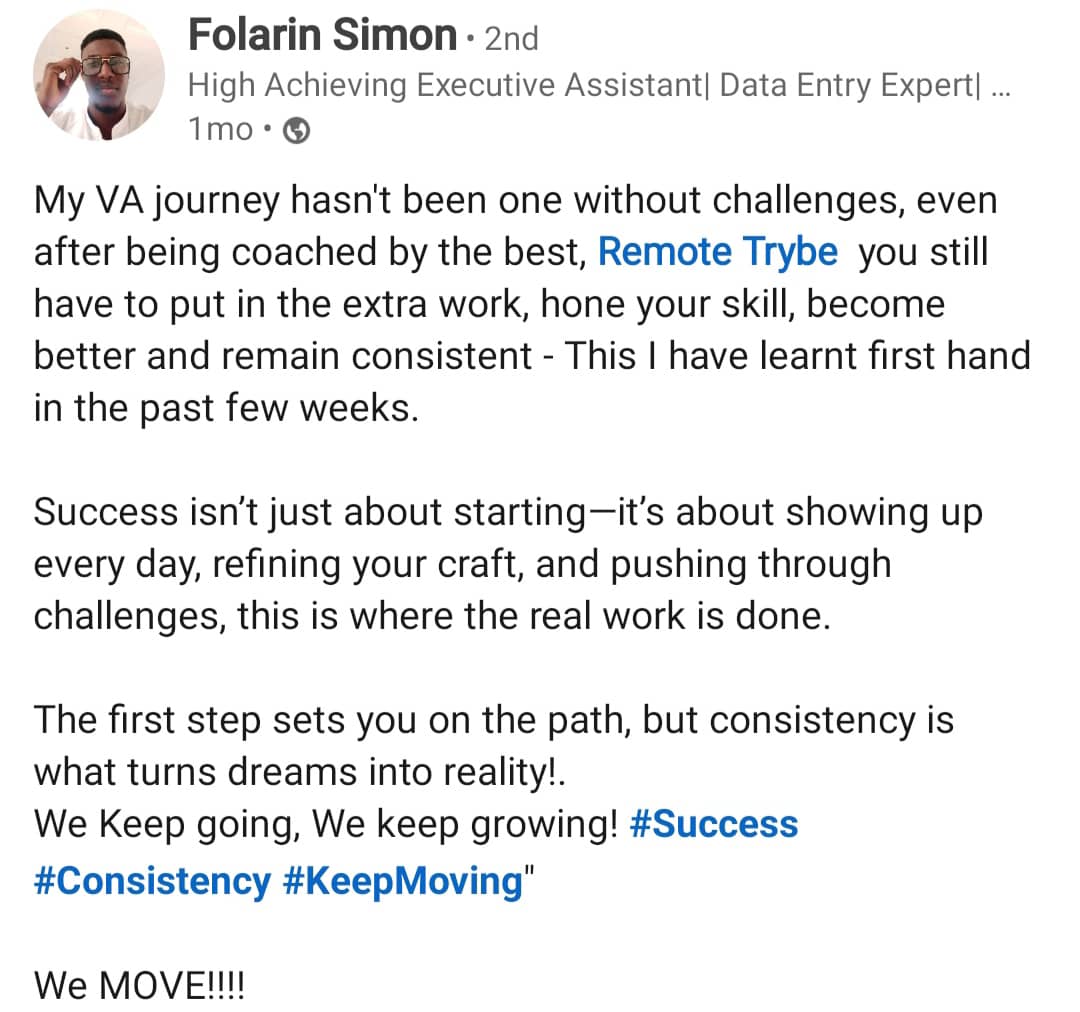 Folarin Simon • 2nd
High Achieving Executive Assistant| Data Entry Expert| ...
1mo •
My VA journey hasn't been one without challenges, even
after being coached by the best, Remote Trybe you still
have to put in the extra work, hone your skill, become
better and remain consistent - This I have learnt first hand
in the past few weeks.
Success isn’t just about starting—it’s about showing up
every day, refining your craft, and pushing through
challenges, this is where the real work is done.
The first step sets you on the path, but consistency is
what turns dreams into reality!.
We Keep going, We keep growing! #Success
#Consistency #KeepMoving"
We MOVE!!!!